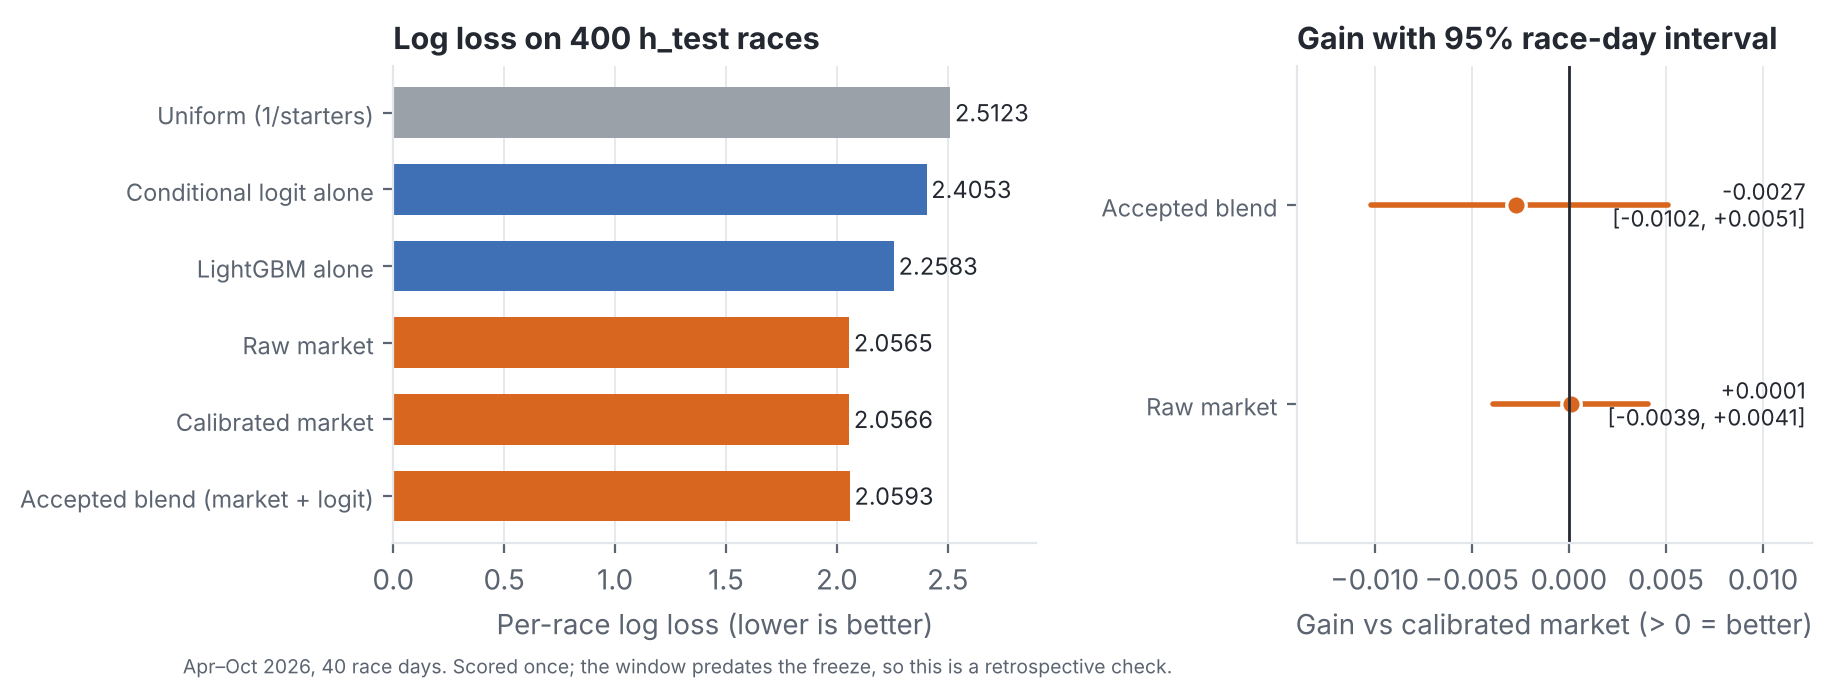 Log loss on 400 h_test races
Uniform (1/starters)
2.5123
Conditional logit alone
2.4053
LightGBM alone
2.2583
Raw market
2.0565
Calibrated market
2.0566
Accepted blend (market + logit)
2.0593
0.0 0.5 1.0 1.5 2.0 2.5
Per-race log loss (lower is better)
Gain with 95% race-day interval
Accepted blend
-0.0027
[-0.0102, +0.0051]
Raw market
+0.0001
[-0.0039, +0.0041]
−0.010 −0.005 0.000 0.005 0.010
Gain vs calibrated market (> 0 = better)
Apr–Oct 2026, 40 race days. Scored once; the window predates the freeze, so this is a retrospective check.